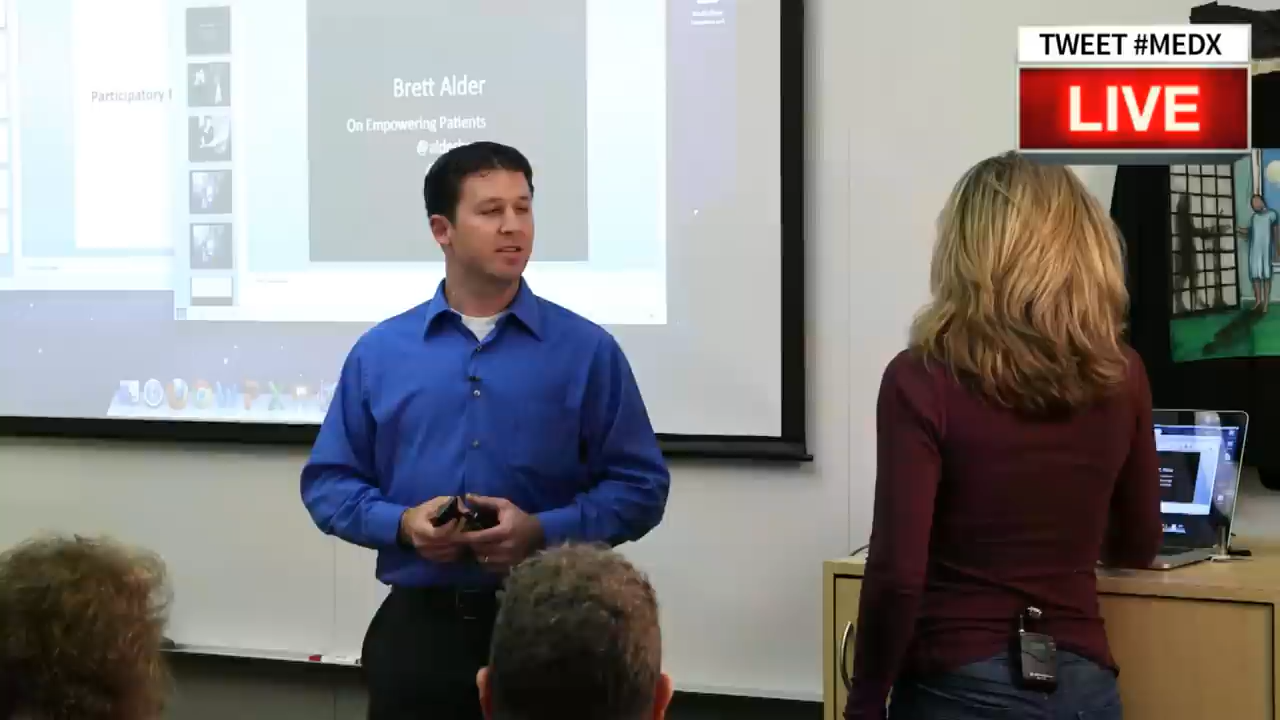 TWEET #MEDX
LIVE
Brett Alder
Participatory
On Empowering Patients